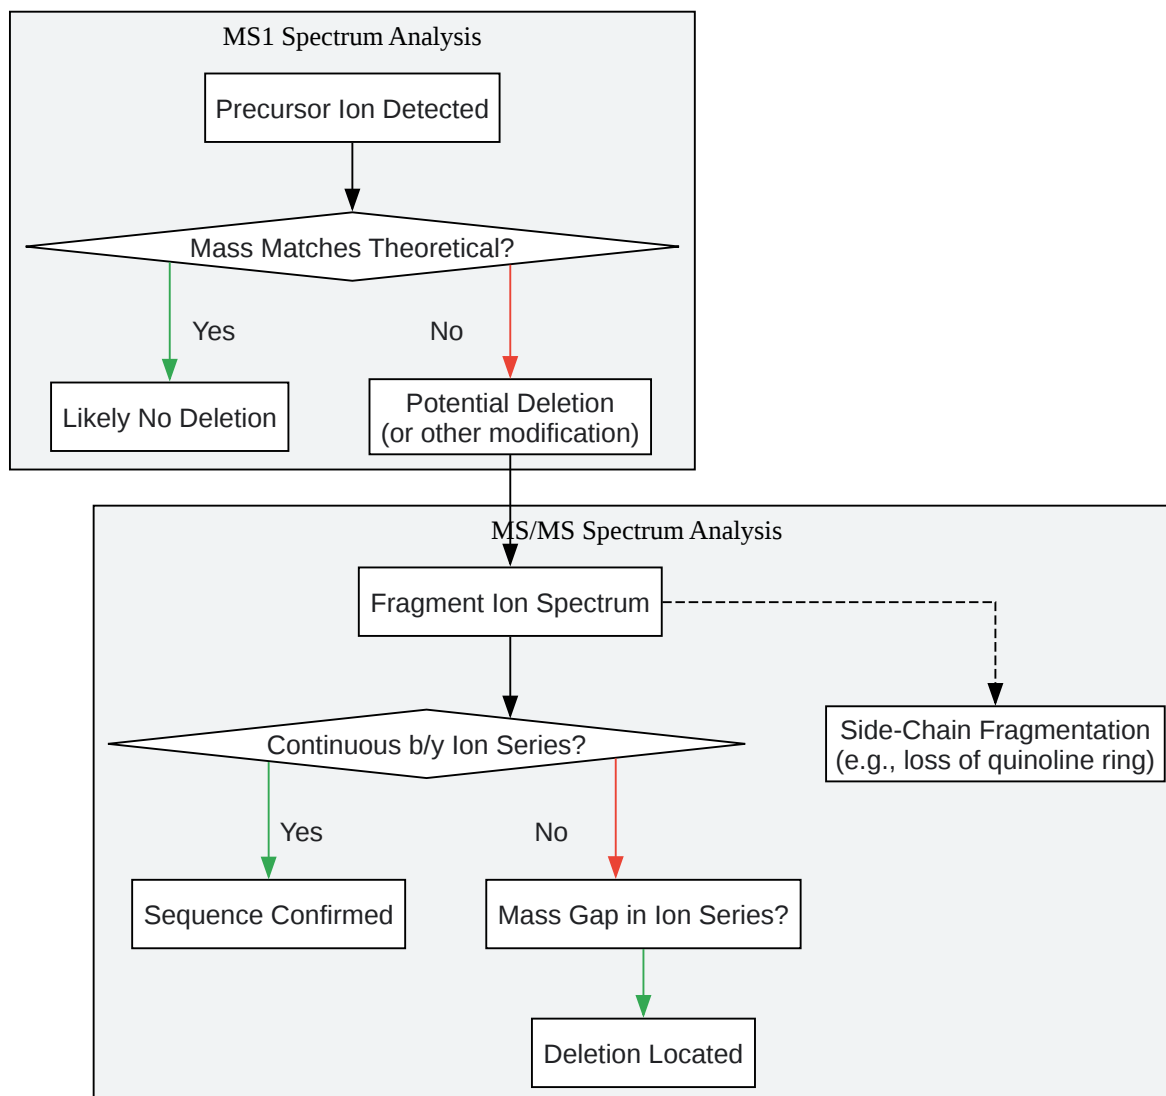 MS1 Spectrum Analysis
Precursor Ion Detected
Mass Matches Theoretical?
Yes
No
Likely No Deletion
Potential Deletion
(or other modification)
MS/MS Spectrum Analysis
Fragment Ion Spectrum
Side-Chain Fragmentation
(e.g., loss of quinoline ring)
Continuous b/y Ion Series?
Yes
No
Sequence Confirmed
Mass Gap in Ion Series?
Deletion Located